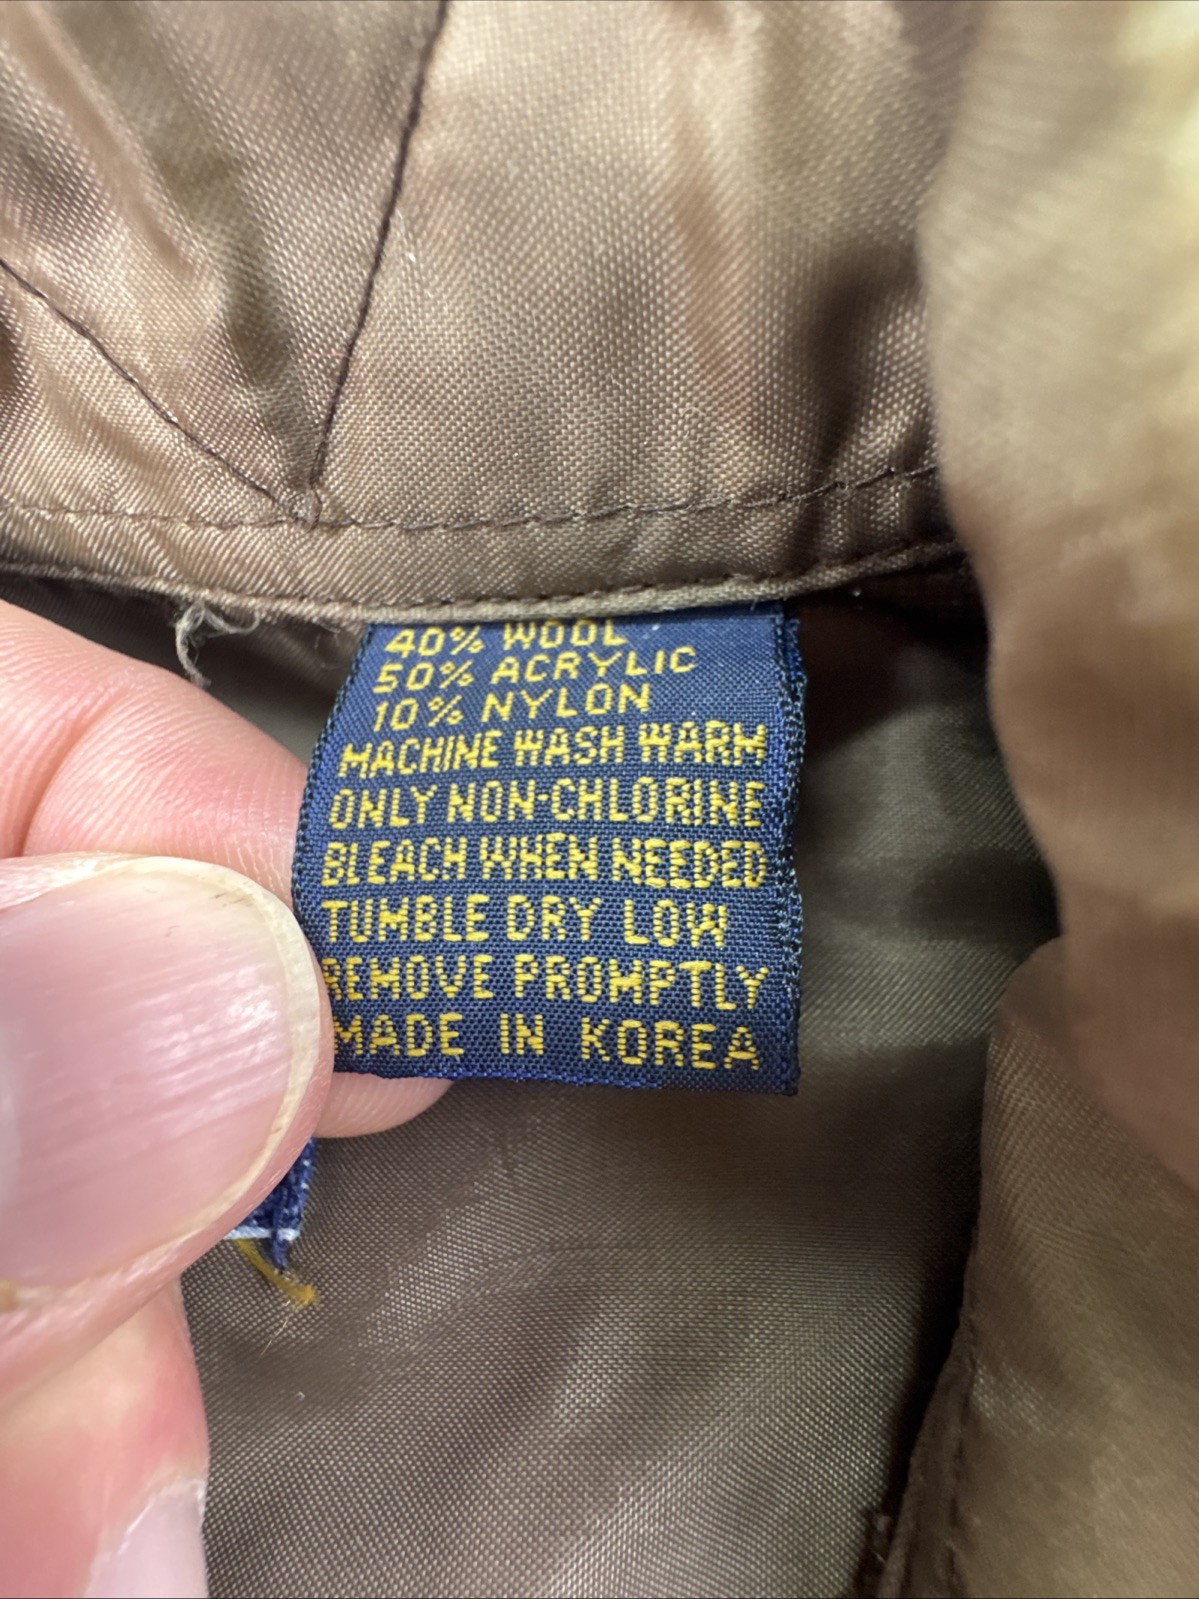 40% WOOL
50% ACRYLIC
10% NYLON
MACHINE WASH WARM
ONLY NON-CHLORINE
BLEACH WHEN NEEDED
TUMBLE DRY LOW
REMOVE PROMPTLY
MADE IN KOREA